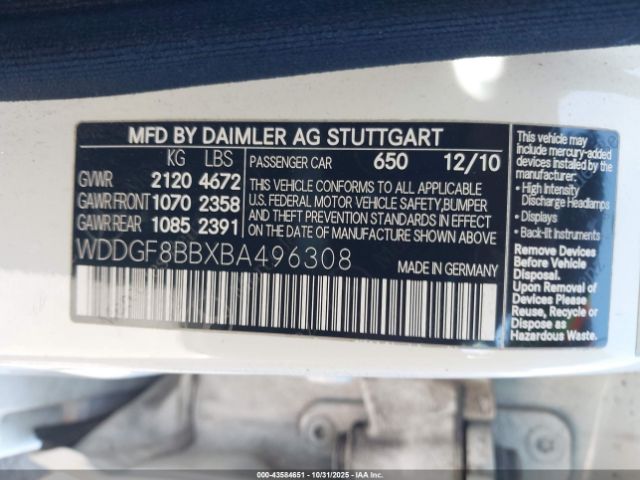 MFD BY DAIMLER AG STUTTGART
KG LBS
GVWR 2120 4672
GAWR FRONT 1070 2358
GAWR REAR 1085 2391
PASSENGER CAR 650 12/10
THIS VEHICLE CONFORMS TO ALL APPLICABLE
U.S. FEDERAL MOTOR VEHICLE SAFETY,BUMPER
AND THEFT PREVENTION STANDARDS IN EFFECT
ON THE DATE OF MANUFACTURE SHOWN ABOVE
WDDGF8BBXBA496308
MADE IN GERMANY
This vehicle may
include mercury-added
devices installed by the
manufacturer:
• High Intensity
Discharge Headlamps,
• Displays
• Back-lit Instruments
Remove Devices
Before Vehicle
Disposal.
Upon Removal of
Devices Please
Reuse, Recycle or
Dispose as
Hazardous Waste.
000-43584651 - 10/31/2025 - Copart